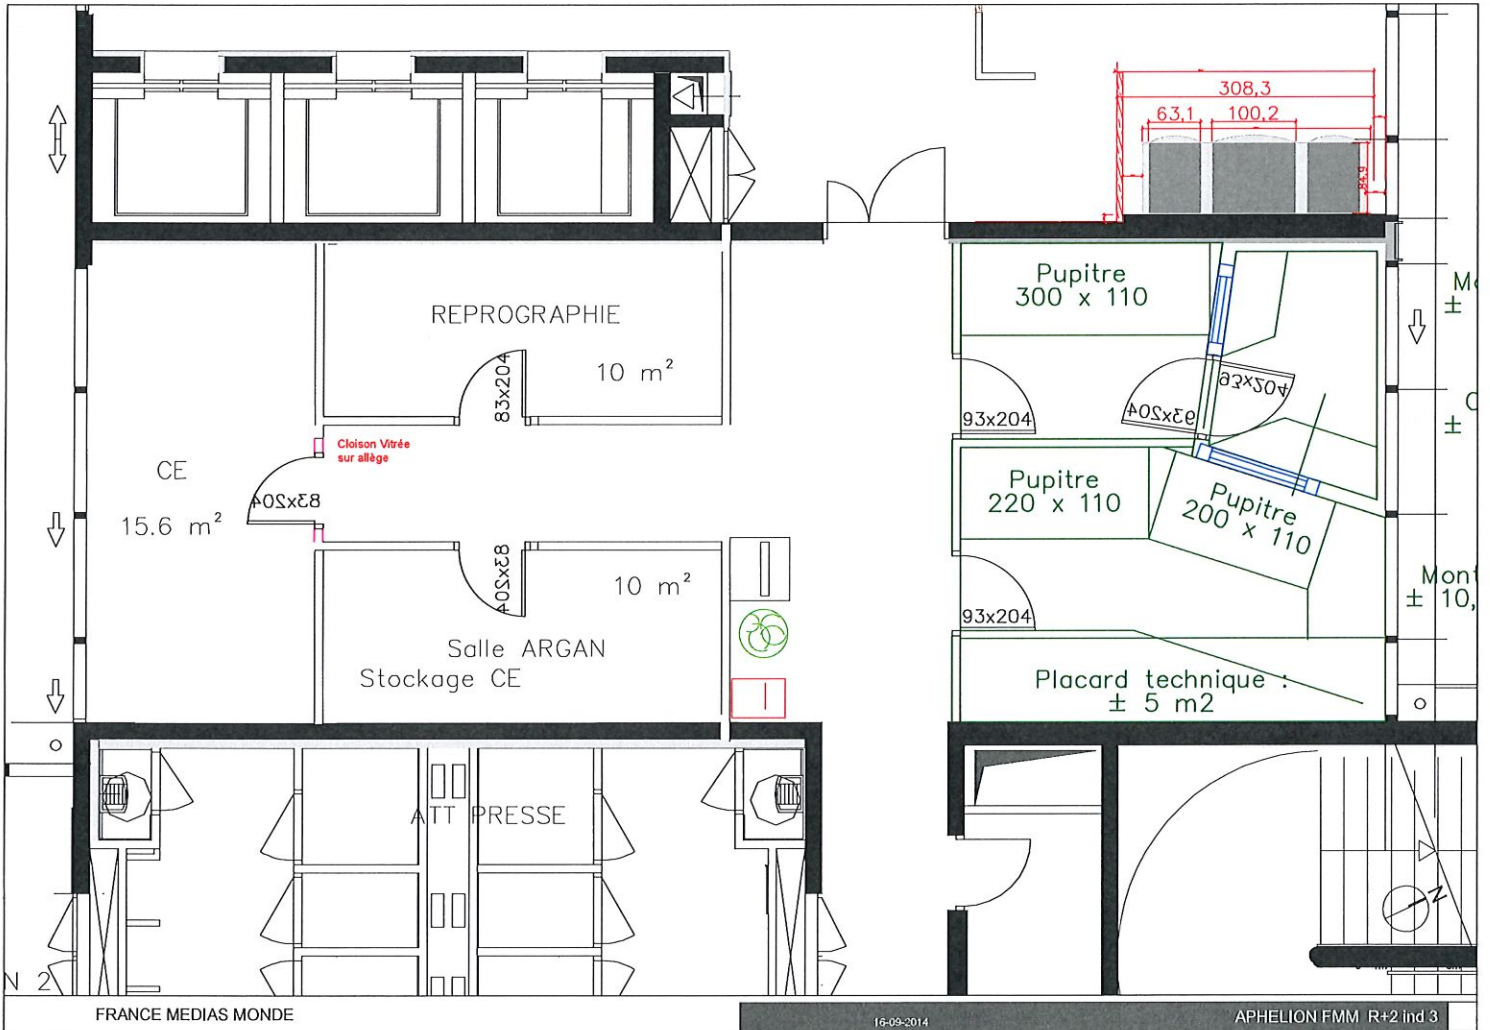 308,3
63,1 100,2
84,9
Pupitre
300 x 110
REPROGRAPHIE
10 m²
83x204
93x204
93x204
93x204
Cloison Vitrée
sur allège
CE
15.6 m²
83x204
Pupitre
220 x 110
Pupitre
200 x 110
83x204
10 m²
Salle ARGAN
Stockage CE
93x204
Mont
± 10,
Placard technique :
± 5 m2
ATT PRESSE
N
N 2
FRANCE MEDIAS MONDE
16-09-2014
APHELION FMM R+2 ind 3